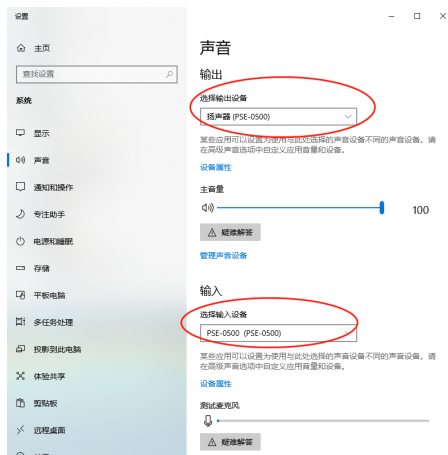 设置
主页
查找设置
系统
显示
声音
通知和操作
专注助手
电源和睡眠
存储
平板电脑
多任务处理
投影到此电脑
体验共享
剪贴板
远程桌面
声音
输出
选择输出设备
扬声器 (PSE-0500)
某些应用可以设置为使用与此处选择的声音设备不同的声音设备。请
在高级声音选项中自定义应用音量和设备。
设备属性
主音量
100
疑难解答
管理声音设备
输入
选择输入设备
PSE-0500 (PSE-0500)
某些应用可以设置为使用与此处选择的声音设备不同的声音设备。请
在高级声音选项中自定义应用音量和设备。
设备属性
测试麦克风
疑难解答